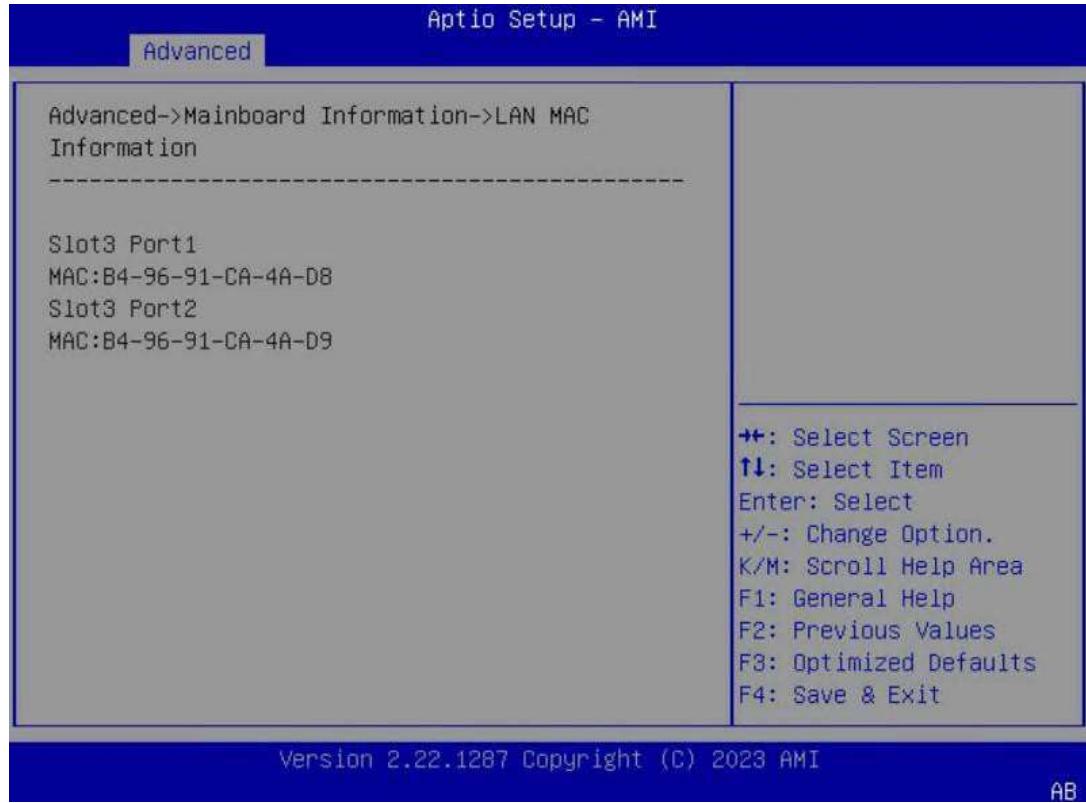 Aptio Setup – AMI
Advanced
Advanced->Mainboard Information->LAN MAC
Information
-----------------------------------------------
Slot3 Port1
MAC:B4-96-91-CA-4A-D8
Slot3 Port2
MAC:B4-96-91-CA-4A-D9
→←: Select Screen
↑↓: Select Item
Enter: Select
+/-: Change Option.
K/M: Scroll Help Area
F1: General Help
F2: Previous Values
F3: Optimized Defaults
F4: Save & Exit
Version 2.22.1287 Copyright (C) 2023 AMI
AB